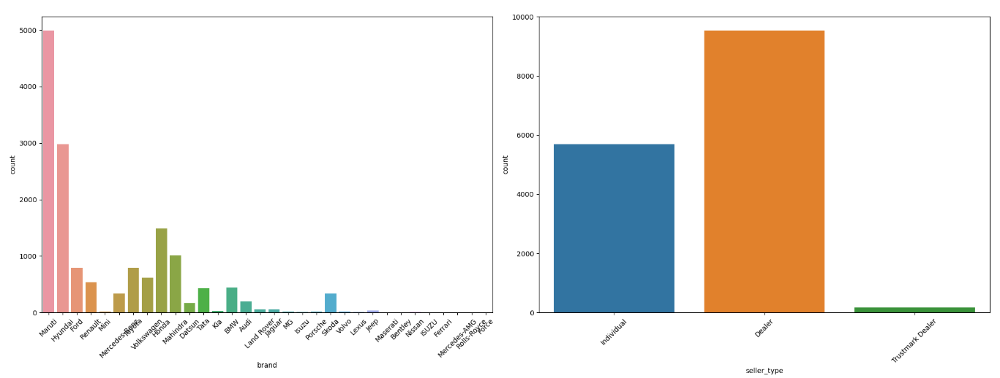 5000
4000
3000
2000
1000
0
count
Maruti
Hyundai
Ford
Renault
Mini
Mercedes-Benz
Toyota
Volkswagen
Honda
Mahindra
Datsun
Tata
Kia
BMW
Audi
Land Rover
Jaguar
MG
Isuzu
Porsche
Skoda
Volvo
Lexus
Jeep
Maserati
Bentley
Nissan
ISUZU
Ferrari
Mercedes-AMG
Rolls-Royce
Force
brand
10000
8000
6000
4000
2000
0
count
Individual
Dealer
Trustmark Dealer
seller_type